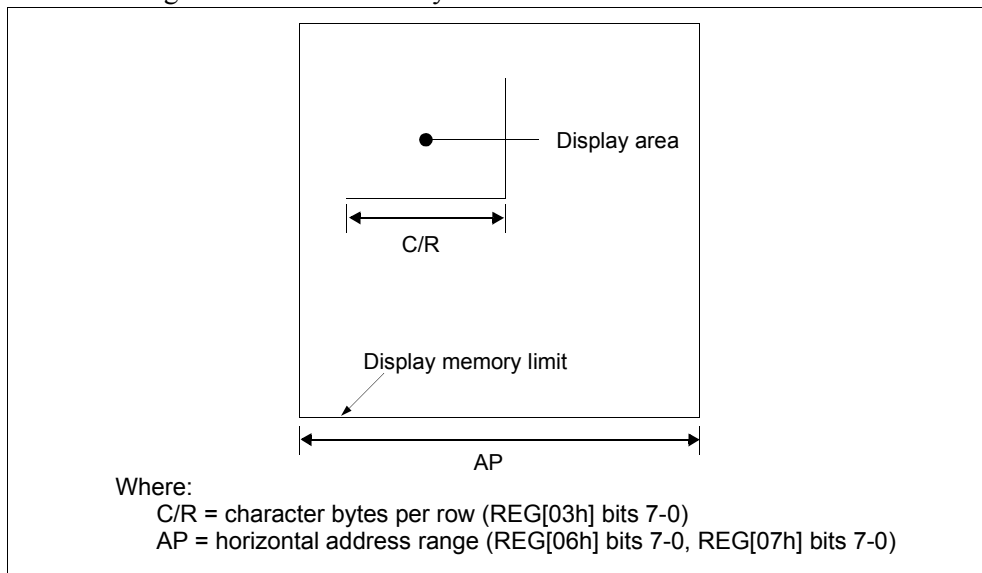 Display area
C/R
Display memory limit
AP
Where:
C/R = character bytes per row (REG[03h] bits 7-0)
AP = horizontal address range (REG[06h] bits 7-0, REG[07h] bits 7-0)